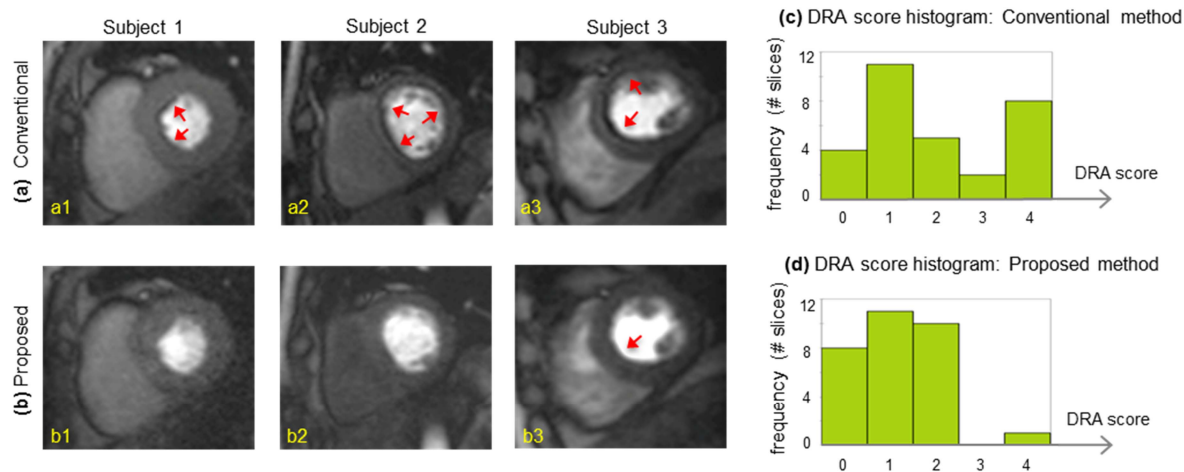 Subject 1
Subject 2
Subject 3
(a) Conventional
a1
a2
a3
(b) Proposed
b1
b2
b3
(c) DRA score histogram: Conventional method
frequency (# slices)
12
8
4
0
0 1 2 3 4
DRA score
(d) DRA score histogram: Proposed method
frequency (# slices)
12
8
4
0
0 1 2 3 4
DRA score